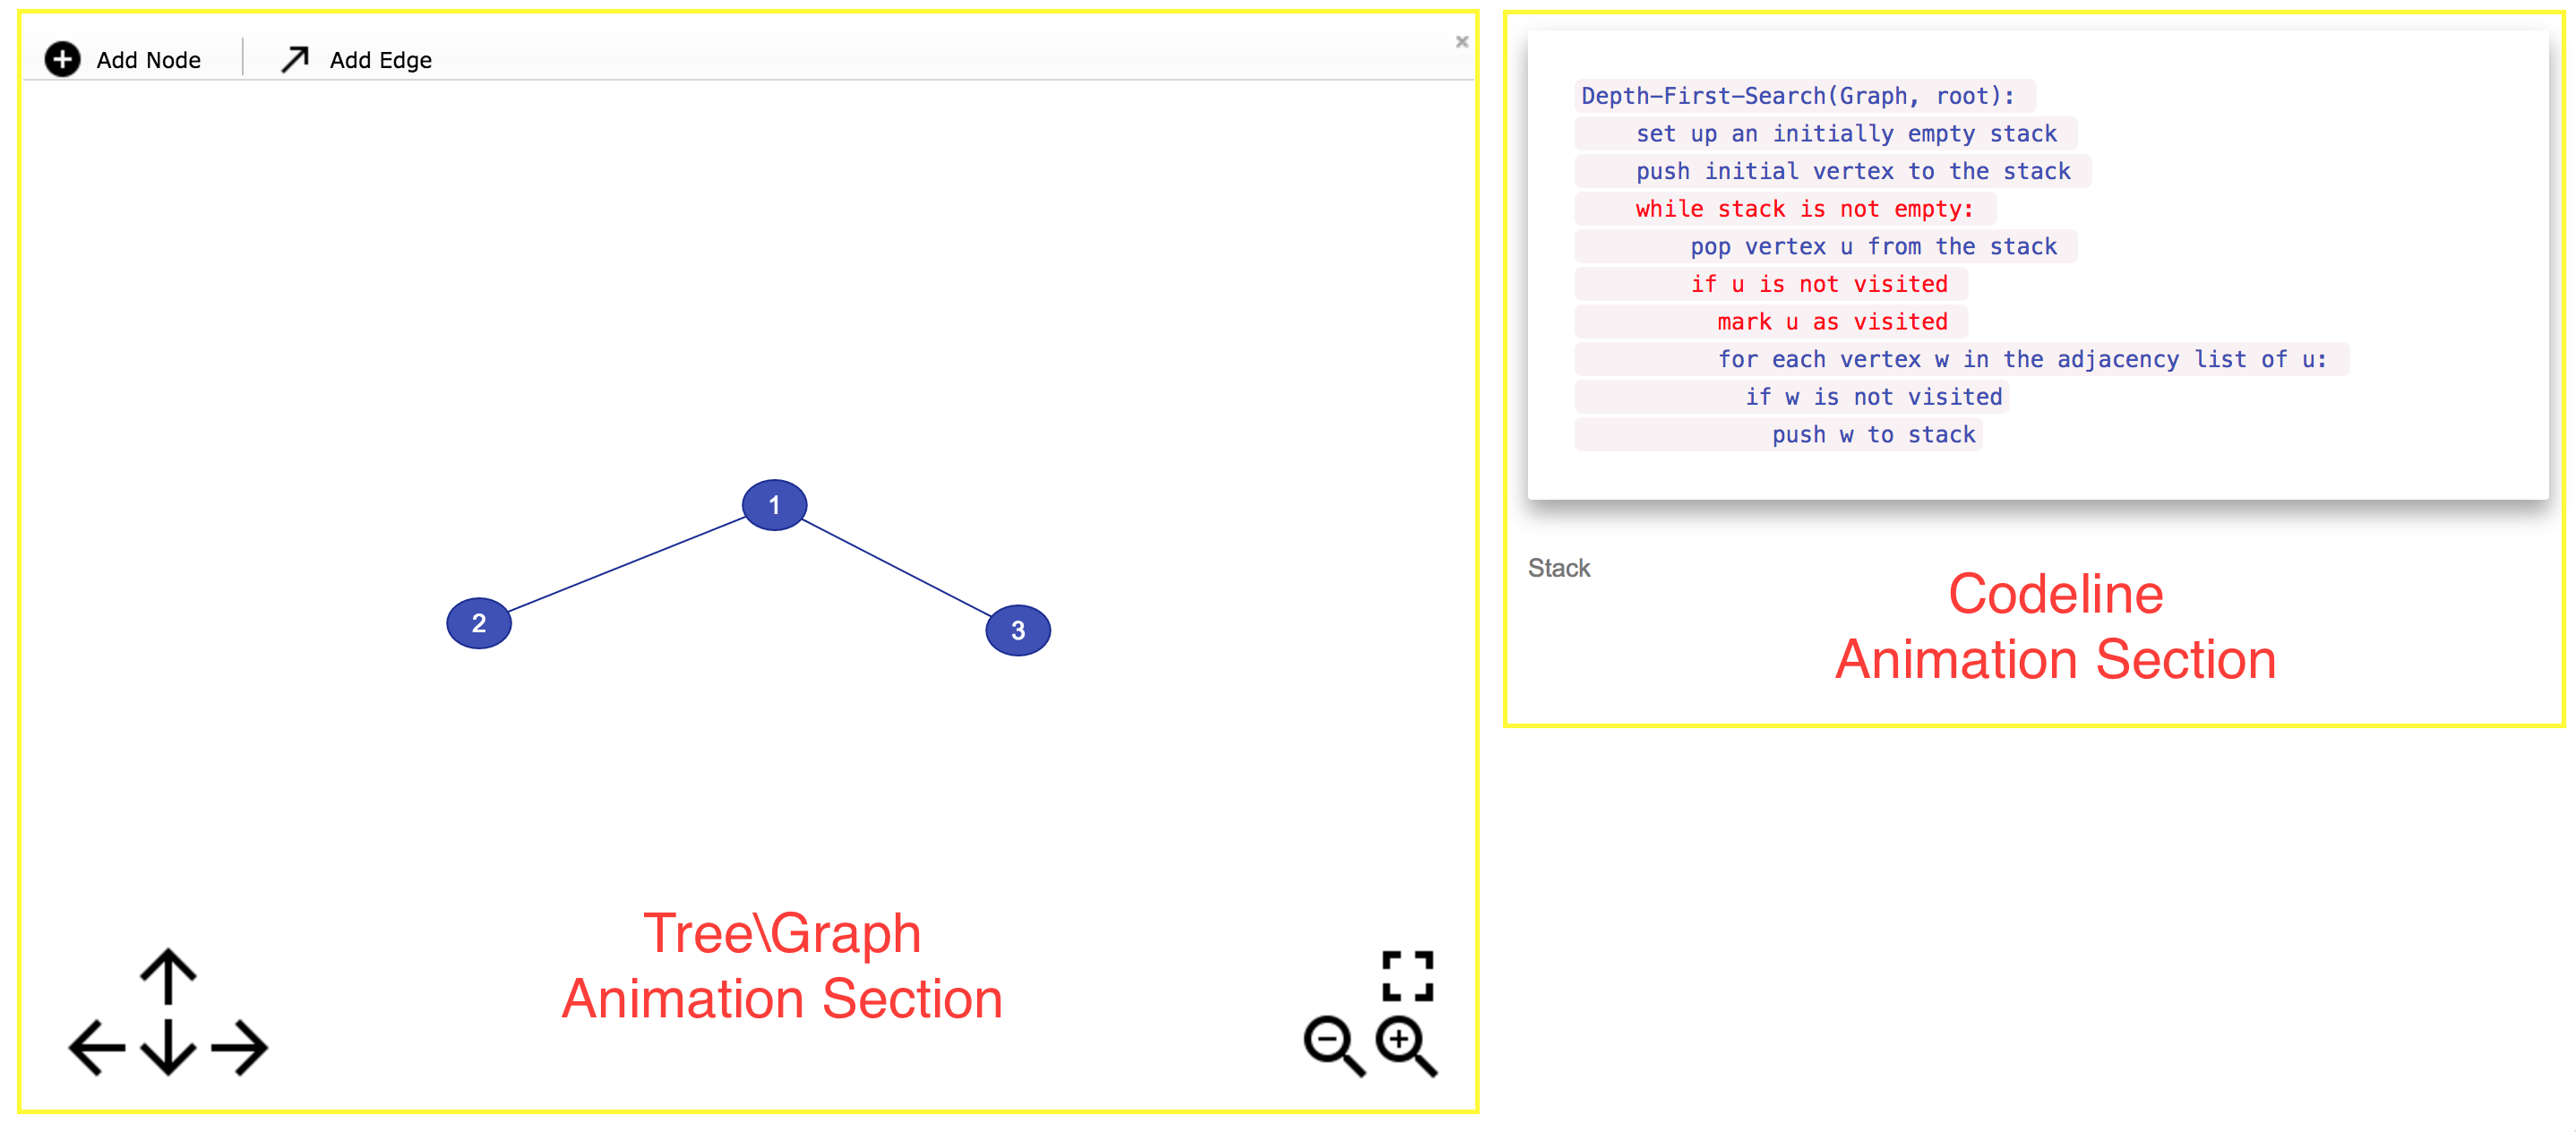 Add Node
Add Edge
1
2
3
Tree\Graph
Animation Section
Depth-First-Search(Graph, root):
set up an initially empty stack
push initial vertex to the stack
while stack is not empty:
pop vertex u from the stack
if u is not visited
mark u as visited
for each vertex w in the adjacency list of u:
if w is not visited
push w to stack
Stack
Codeline
Animation Section